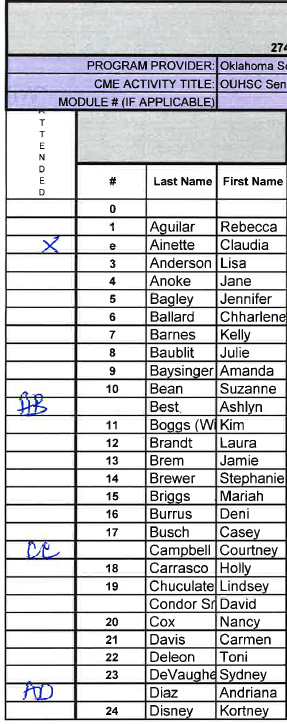 274
PROGRAM PROVIDER: Oklahoma S
CME ACTIVITY TITLE: OUHSC Sen
MODULE # (IF APPLICABLE)
ATTENDED
# Last Name First Name
0
1 Aguilar Rebecca
X e Ainette Claudia
3 Anderson Lisa
4 Anoke Jane
5 Bagley Jennifer
6 Ballard Chharlene
7 Barnes Kelly
8 Baublit Julie
9 Baysinger Amanda
10 Bean Suzanne
AB Best Ashlyn
11 Boggs (Wi Kim
12 Brandt Laura
13 Brem Jamie
14 Brewer Stephanie
15 Briggs Mariah
16 Burrus Deni
17 Busch Casey
CC Campbell Courtney
18 Carrasco Holly
19 Chuculate Lindsey
Condor Sr David
20 Cox Nancy
21 Davis Carmen
22 Deleon Toni
23 DeVaughe Sydney
AD Diaz Andriana
24 Disney Kortney